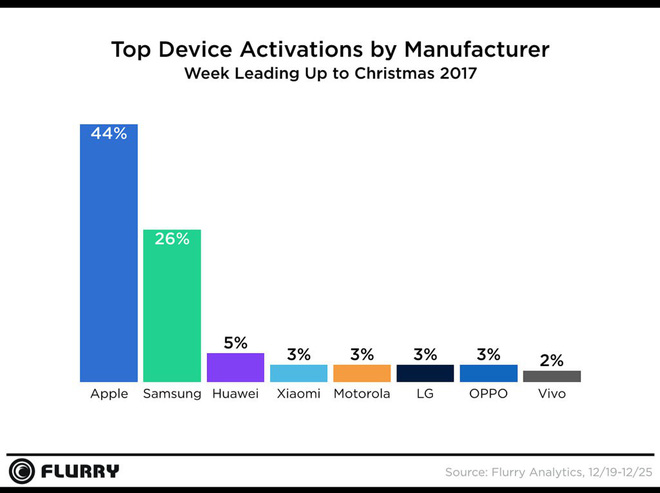 Top Device Activations by Manufacturer
Week Leading Up to Christmas 2017
44%
26%
5%
3%
3%
3%
3%
2%
Apple Samsung Huawei Xiaomi Motorola LG OPPO Vivo
FLURRY
Source: Flurry Analytics, 12/19-12/25